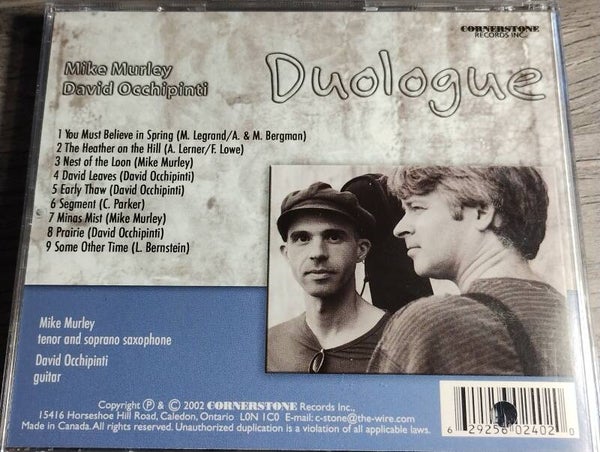 CORNERSTONE
RECORDS INC.
Mike Murley
David Occhipinti
Duologue
1 You Must Believe in Spring (M. Legrand/A. & M. Bergman)
2 The Heather on the Hill (A. Lerner/F. Lowe)
3 Nest of the Loon (Mike Murley)
4 David Leaves (David Occhipinti)
5 Early Thaw (David Occhipinti)
6 Segment (C. Parker)
7 Minas Mist (Mike Murley)
8 Prairie (David Occhipinti)
9 Some Other Time (L. Bernstein)
Mike Murley
tenor and soprano saxophone
David Occhipinti
guitar
Copyright ℗ & © 2002 CORNERSTONE Records Inc.,
15416 Horseshoe Hill Road, Caledon, Ontario L0N 1C0 E-mail: c-stone@the-wire.com
Made in Canada. All rights reserved. Unauthorized duplication is a violation of all applicable laws.
6 29256 02402 0